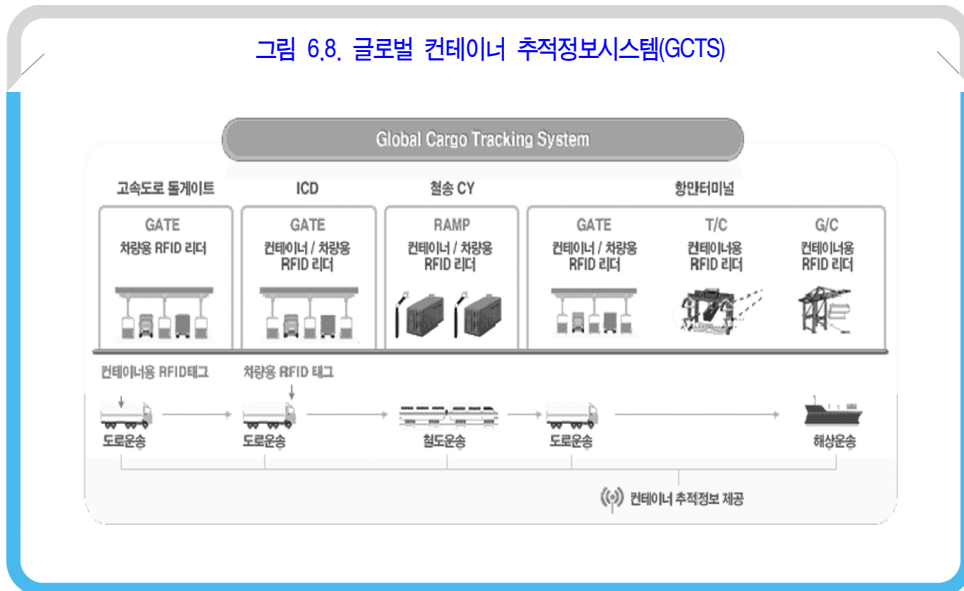 그림 6.8. 글로벌 컨테이너 추적정보시스템(GCTS)
Global Cargo Tracking System
고속도로 톨게이트
ICD
철송 CY
항만터미널
GATE
차량용 RFID 리더
GATE
컨테이너 / 차량용
RFID 리더
RAMP
컨테이너 / 차량용
RFID 리더
GATE
컨테이너 / 차량용
RFID 리더
T/C
컨테이너용
RFID 리더
G/C
컨테이너용
RFID 리더
컨테이너용 RFID태그
차량용 RFID 태그
도로운송
도로운송
철도운송
도로운송
해상운송
컨테이너 추적정보 제공